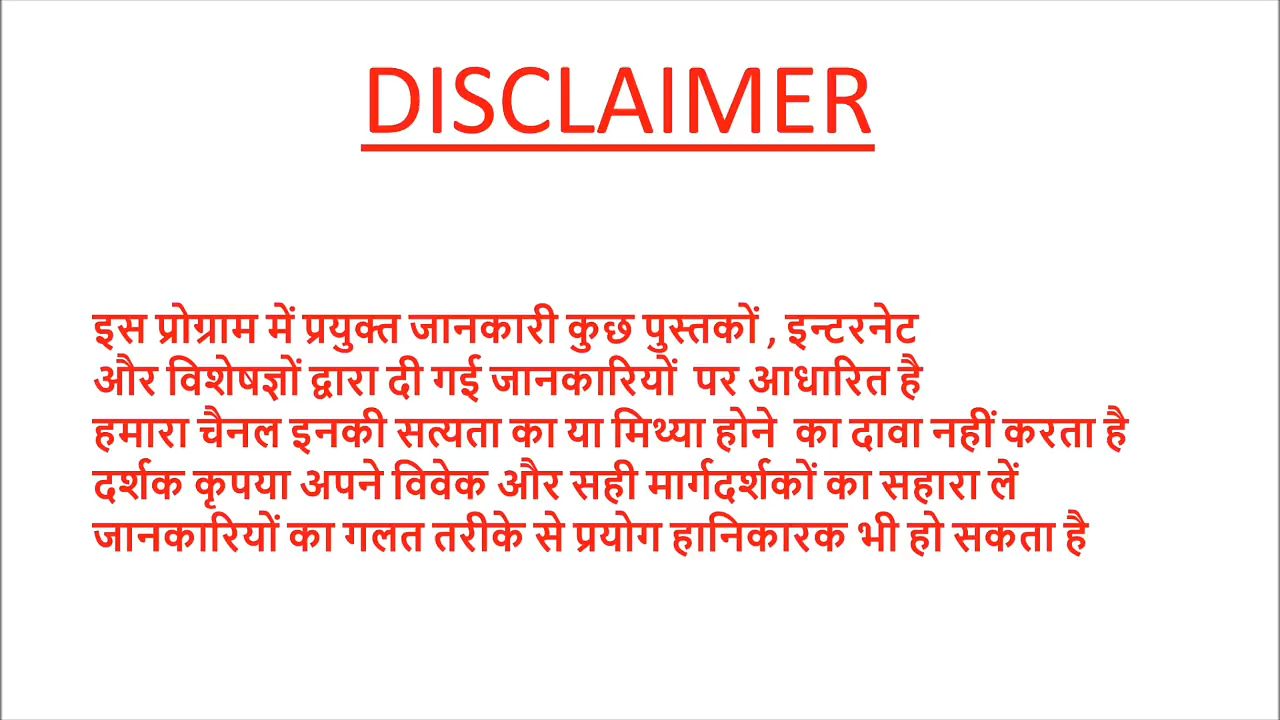 DISCLAIMER
इस प्रोग्राम में प्रयुक्त जानकारी कुछ पुस्तकों , इन्टरनेट
और विशेषज्ञों द्वारा दी गई जानकारियों पर आधारित है
हमारा चैनल इनकी सत्यता का या मिथ्या होने का दावा नहीं करता है
दर्शक कृपया अपने विवेक और सही मार्गदर्शकों का सहारा लें
जानकारियों का गलत तरीके से प्रयोग हानिकारक भी हो सकता है